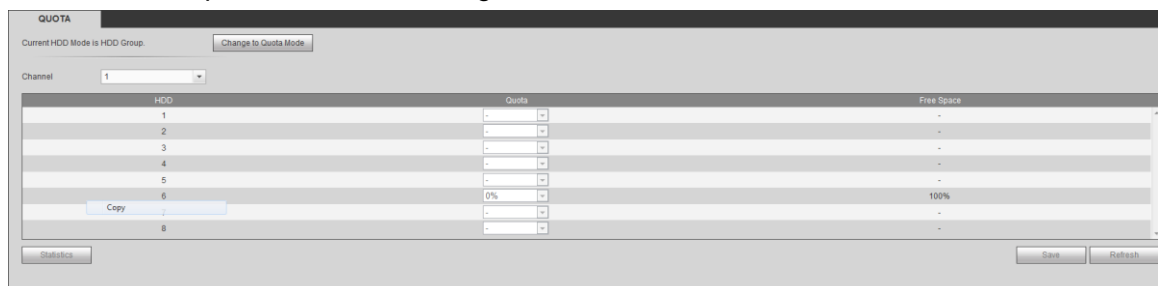 QUOTA
Current HDD Mode is HDD Group. Change to Quota Mode
Channel 1
HDD Quota Free Space
1 - -
2 - -
3 - -
4 - -
5 - -
6 0% 100%
Copy - -
8 - -
Statistics Save Refresh